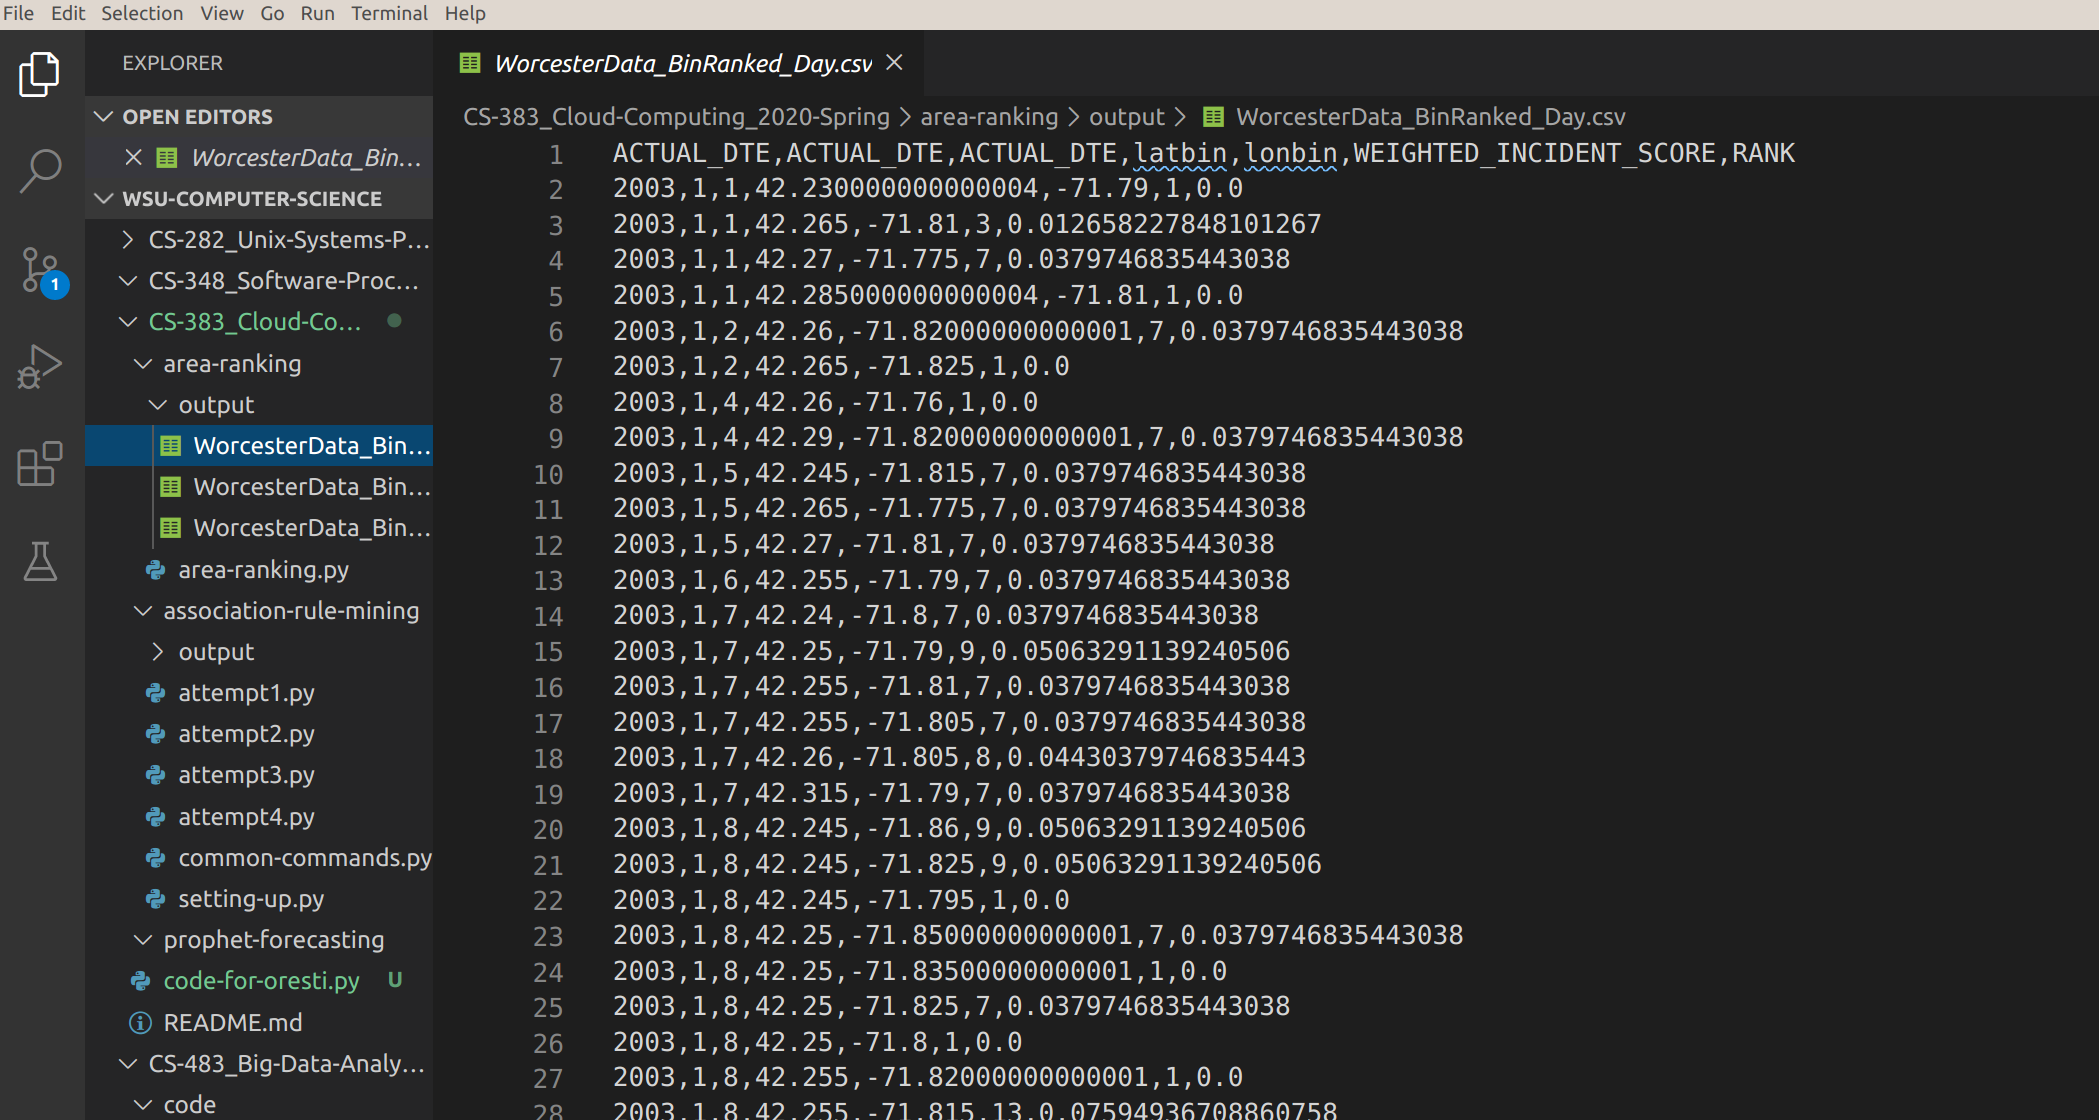 File Edit Selection View Go Run Terminal Help
EXPLORER
OPEN EDITORS
WorcesterData_Bin...
WSU-COMPUTER-SCIENCE
CS-282_Unix-Systems-P...
CS-348_Software-Proc...
CS-383_Cloud-Co...
area-ranking
output
WorcesterData_Bin...
WorcesterData_Bin...
WorcesterData_Bin...
area-ranking.py
association-rule-mining
output
attempt1.py
attempt2.py
attempt3.py
attempt4.py
common-commands.py
setting-up.py
prophet-forecasting
code-for-oresti.py U
README.md
CS-483_Big-Data-Analy...
code
1
WorcesterData_BinRanked_Day.csv
CS-383_Cloud-Computing_2020-Spring > area-ranking > output > WorcesterData_BinRanked_Day.csv
1 ACTUAL_DTE,ACTUAL_DTE,ACTUAL_DTE,latbin,lonbin,WEIGHTED_INCIDENT_SCORE,RANK
2 2003,1,1,42.230000000000004,-71.79,1,0.0
3 2003,1,1,42.265,-71.81,3,0.012658227848101267
4 2003,1,1,42.27,-71.775,7,0.0379746835443038
5 2003,1,1,42.285000000000004,-71.81,1,0.0
6 2003,1,2,42.26,-71.82000000000001,7,0.0379746835443038
7 2003,1,2,42.265,-71.825,1,0.0
8 2003,1,4,42.26,-71.76,1,0.0
9 2003,1,4,42.29,-71.82000000000001,7,0.0379746835443038
10 2003,1,5,42.245,-71.815,7,0.0379746835443038
11 2003,1,5,42.265,-71.775,7,0.0379746835443038
12 2003,1,5,42.27,-71.81,7,0.0379746835443038
13 2003,1,6,42.255,-71.79,7,0.0379746835443038
14 2003,1,7,42.24,-71.8,7,0.0379746835443038
15 2003,1,7,42.25,-71.79,9,0.05063291139240506
16 2003,1,7,42.255,-71.81,7,0.0379746835443038
17 2003,1,7,42.255,-71.805,7,0.0379746835443038
18 2003,1,7,42.26,-71.805,8,0.04430379746835443
19 2003,1,7,42.315,-71.79,7,0.0379746835443038
20 2003,1,8,42.245,-71.86,9,0.05063291139240506
21 2003,1,8,42.245,-71.825,9,0.05063291139240506
22 2003,1,8,42.245,-71.795,1,0.0
23 2003,1,8,42.25,-71.85000000000001,7,0.0379746835443038
24 2003,1,8,42.25,-71.83500000000001,1,0.0
25 2003,1,8,42.25,-71.825,7,0.0379746835443038
26 2003,1,8,42.25,-71.8,1,0.0
27 2003,1,8,42.255,-71.82000000000001,1,0.0
28 2003,1,8,42.255,-71.815,13,0.07594936708860758